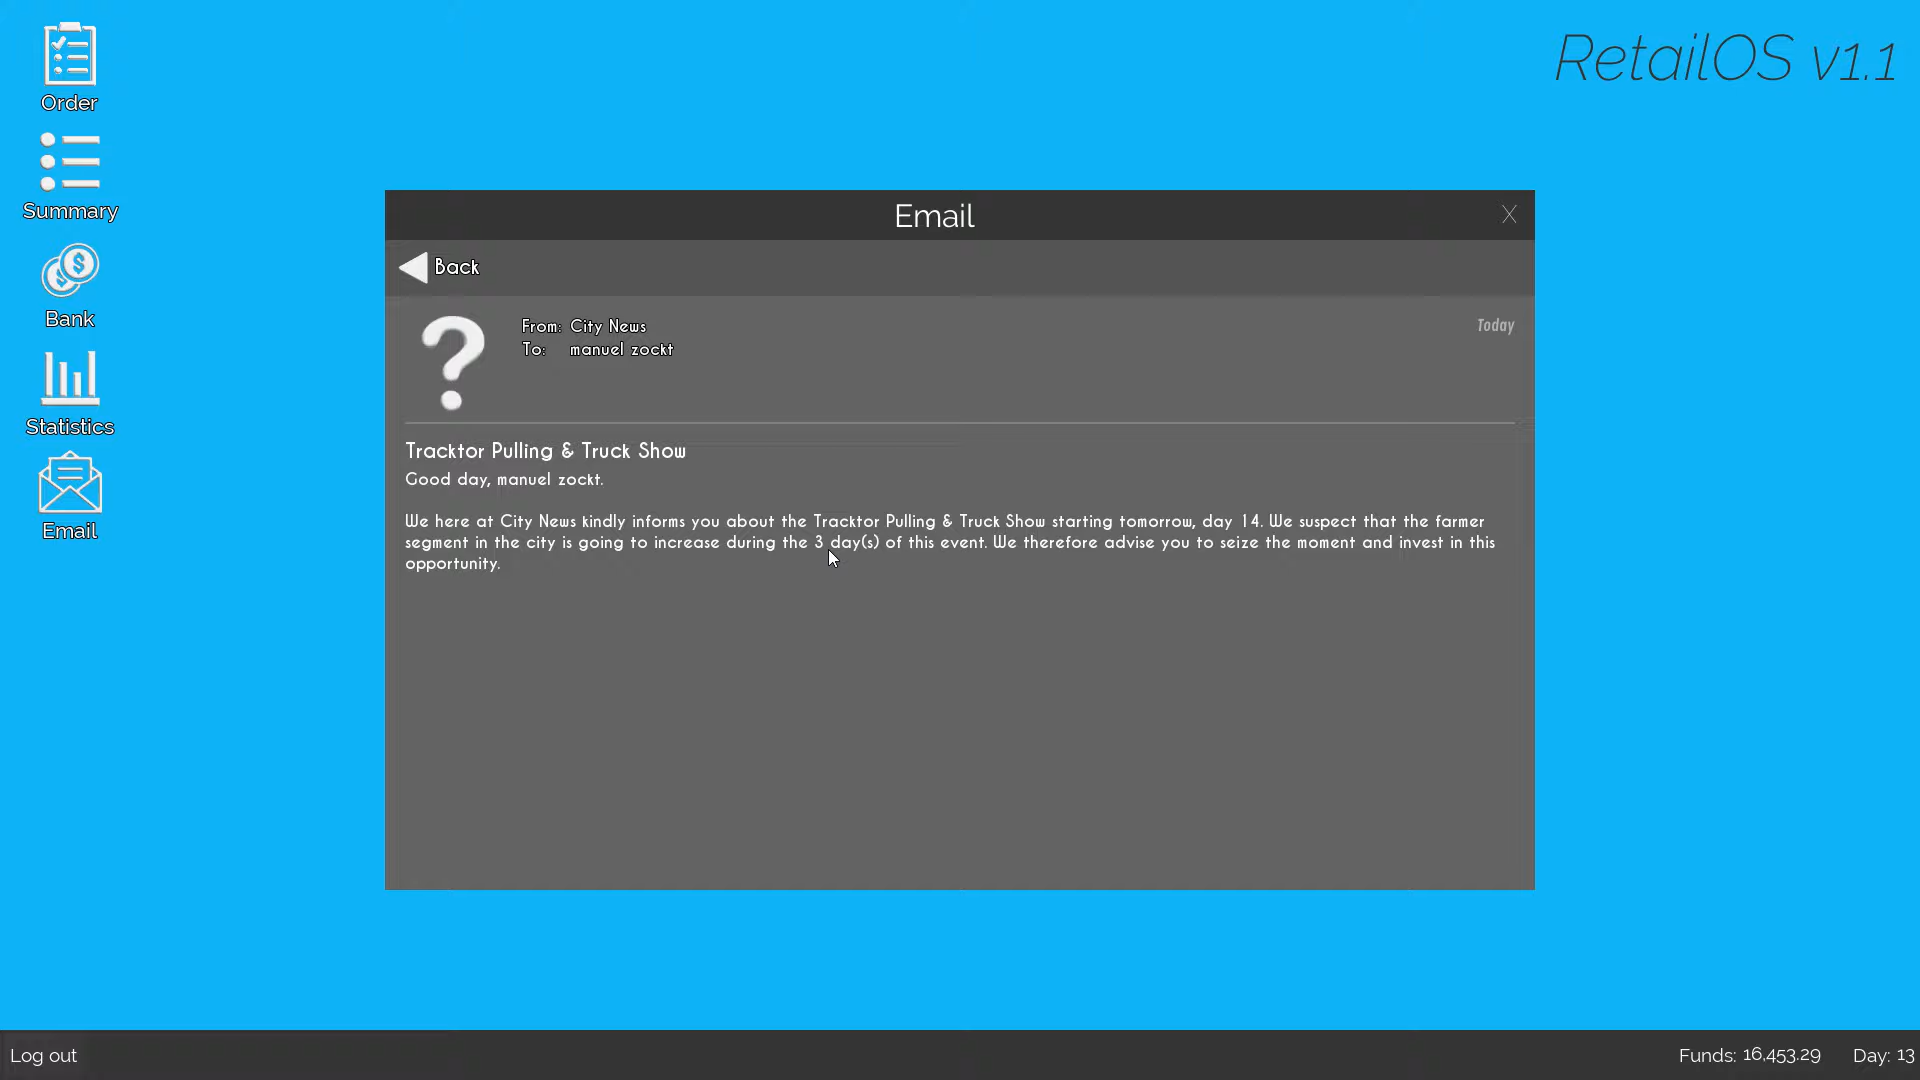 RetailOS v1.1
Order
Summary
Bank
Statistics
Email
Email
X
Back
From: City News
To: manuel zockt
Today
Tracktor Pulling & Truck Show
Good day, manuel zockt.
We here at City News kindly informs you about the Tracktor Pulling & Truck Show starting tomorrow, day 14. We suspect that the farmer
segment in the city is going to increase during the 3 day(s) of this event. We therefore advise you to seize the moment and invest in this
opportunity.
Log out
Funds: 16,453.29
Day: 13